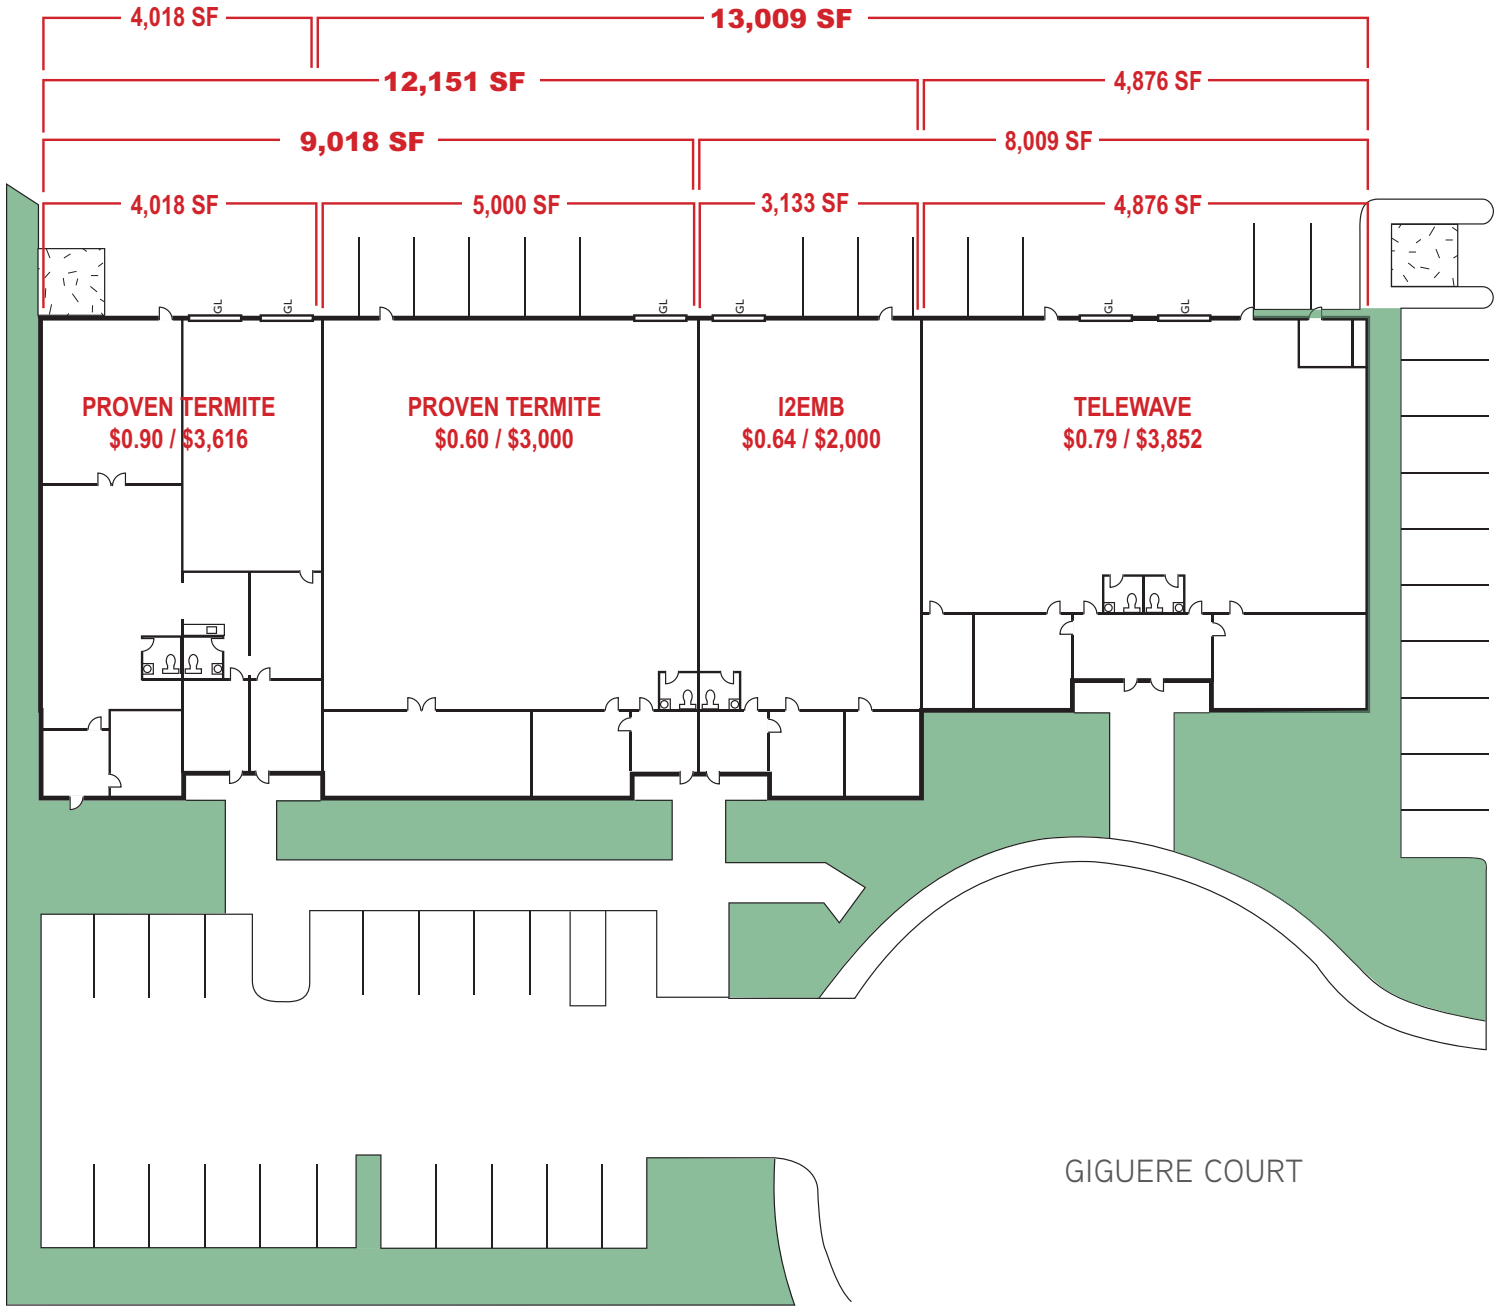 4,018 SF
13,009 SF
12,151 SF
4,876 SF
9,018 SF
8,009 SF
4,018 SF
5,000 SF
3,133 SF
4,876 SF
GL
GL
GL
GL
GL
GL
PROVEN TERMITE
$0.90 / $3,616
PROVEN TERMITE
$0.60 / $3,000
I2EMB
$0.64 / $2,000
TELEWAVE
$0.79 / $3,852
GIGUERE COURT